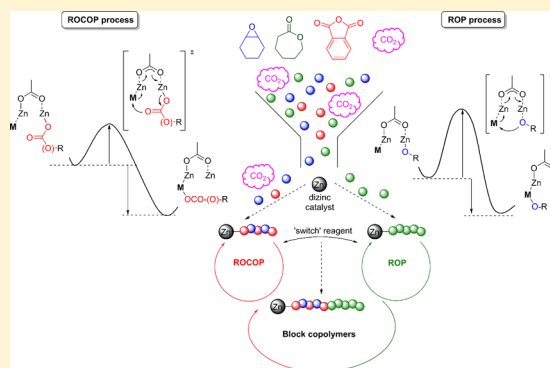 ROCOP process
O
O
O
O
O
O
CO₂
ROP process
‡
O O
Zn Zn
M O
O (O)-R
O O
Zn Zn
M O
O (O)-R
O O
Zn Zn
M
OCO-(O)-R
CO₂
CO₂
CO₂
Zn
dizinc
catalyst
O O
Zn Zn
M O-R
O O
Zn Zn
M O
R
O O
Zn Zn
M
O-R
Zn
'switch' reagent
Zn
ROCOP
ROP
Zn
Block copolymers